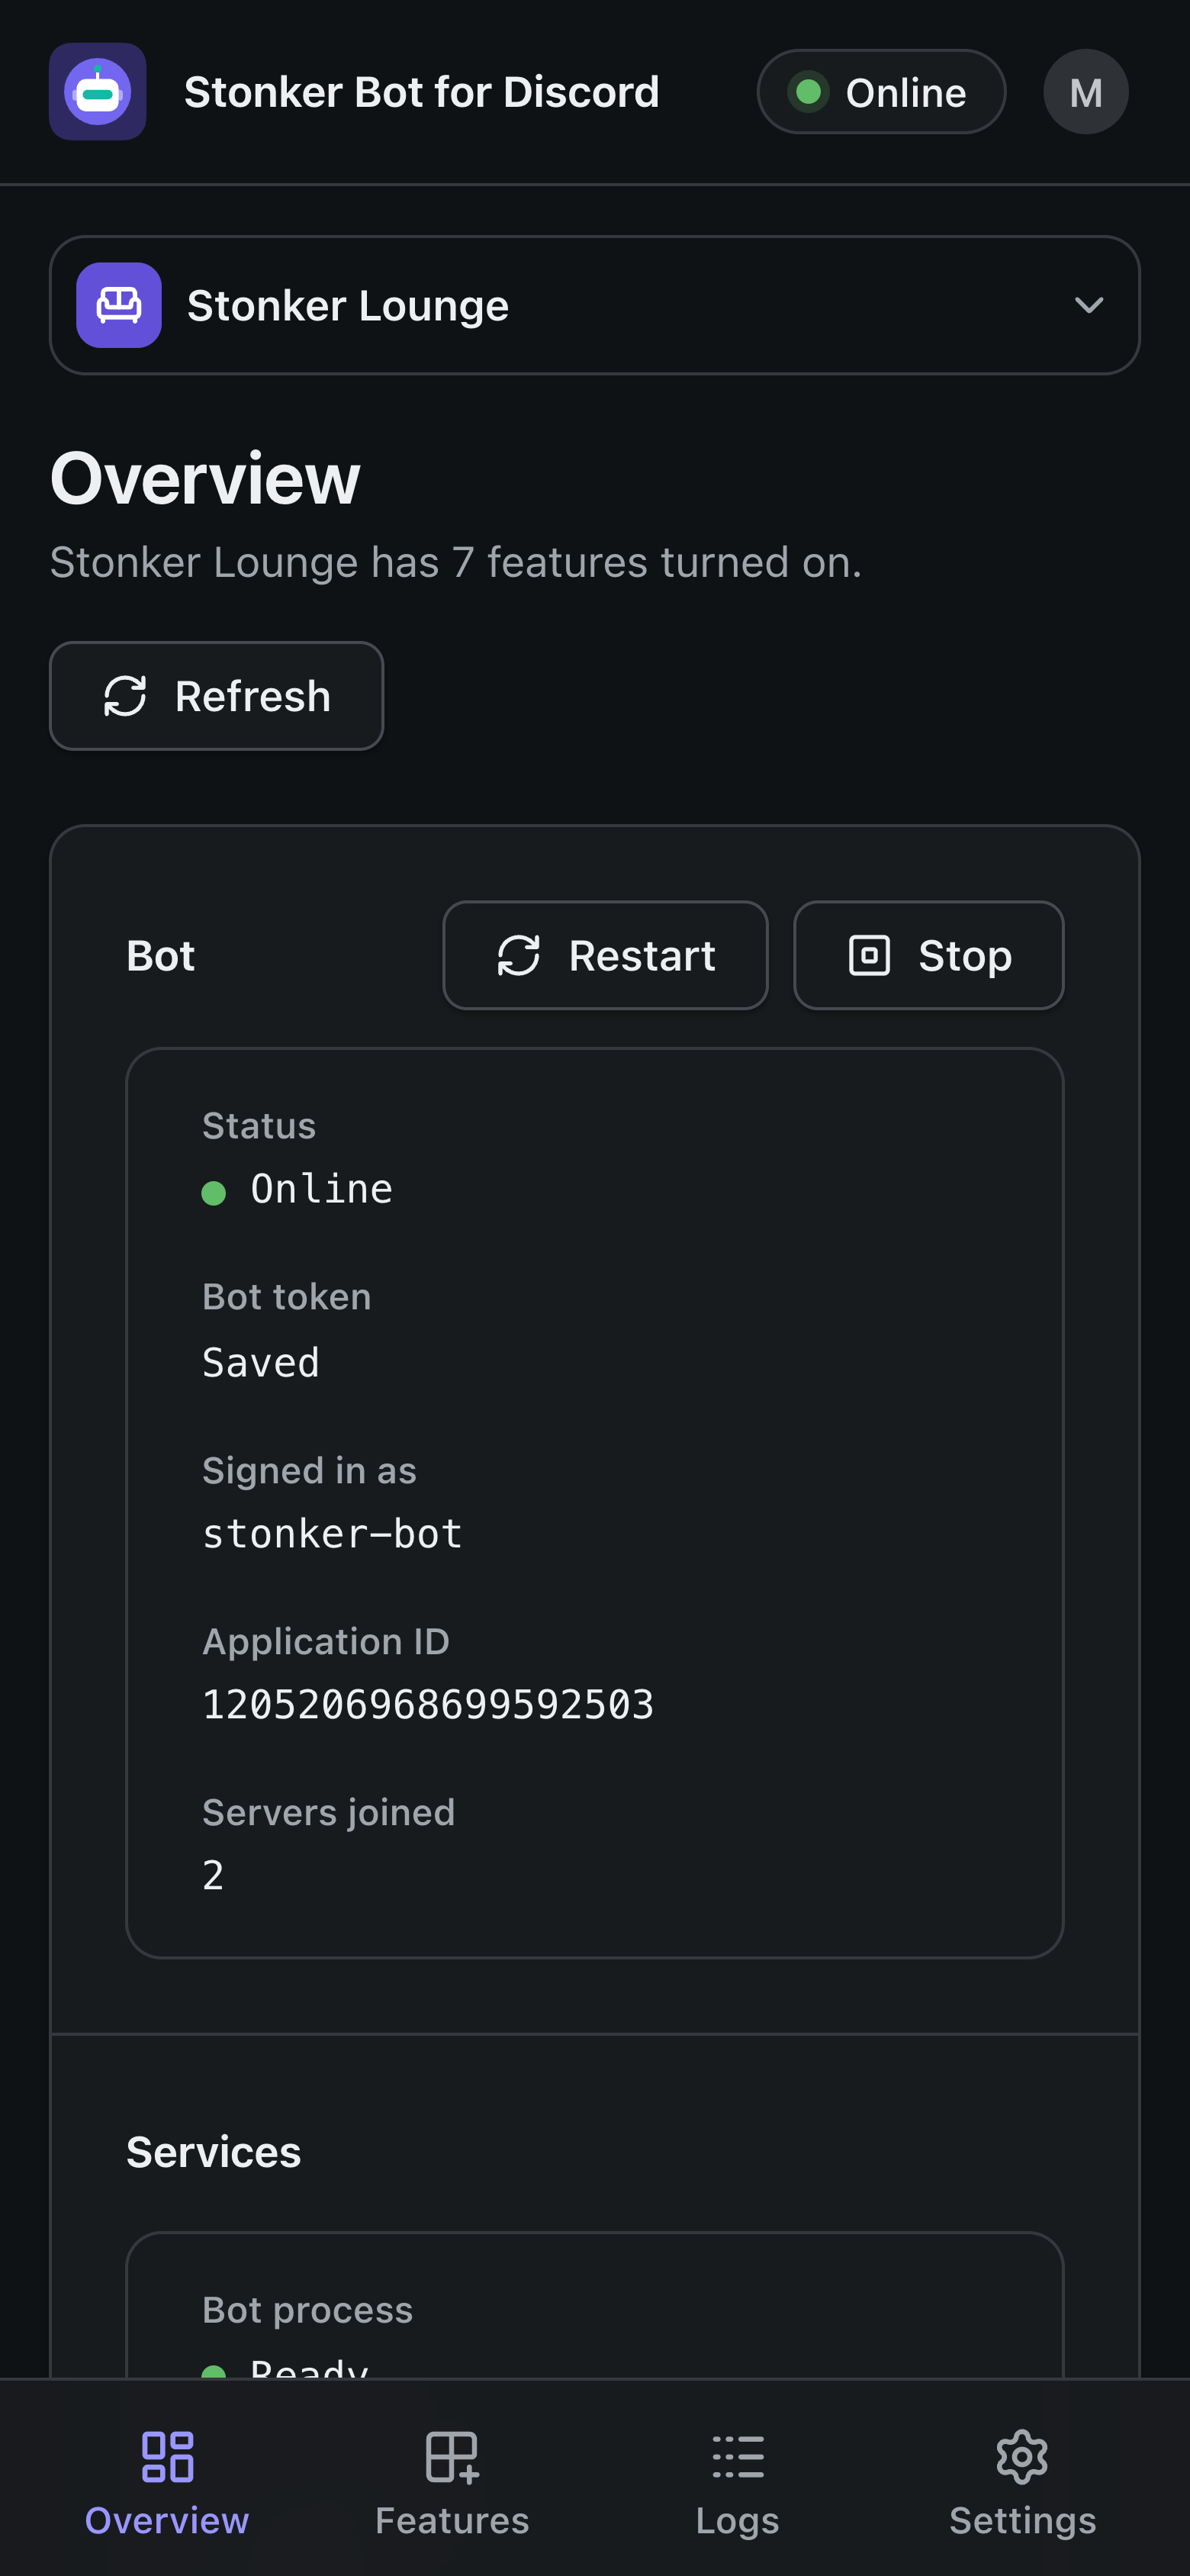 Stonker Bot for Discord
Online
M
Stonker Lounge
Overview
Stonker Lounge has 7 features turned on.
Refresh
Bot
Restart
Stop
Status
Online
Bot token
Saved
Signed in as
stonker-bot
Application ID
1205206968699592503
Servers joined
2
Services
Bot process
Ready
Overview
Features
Logs
Settings